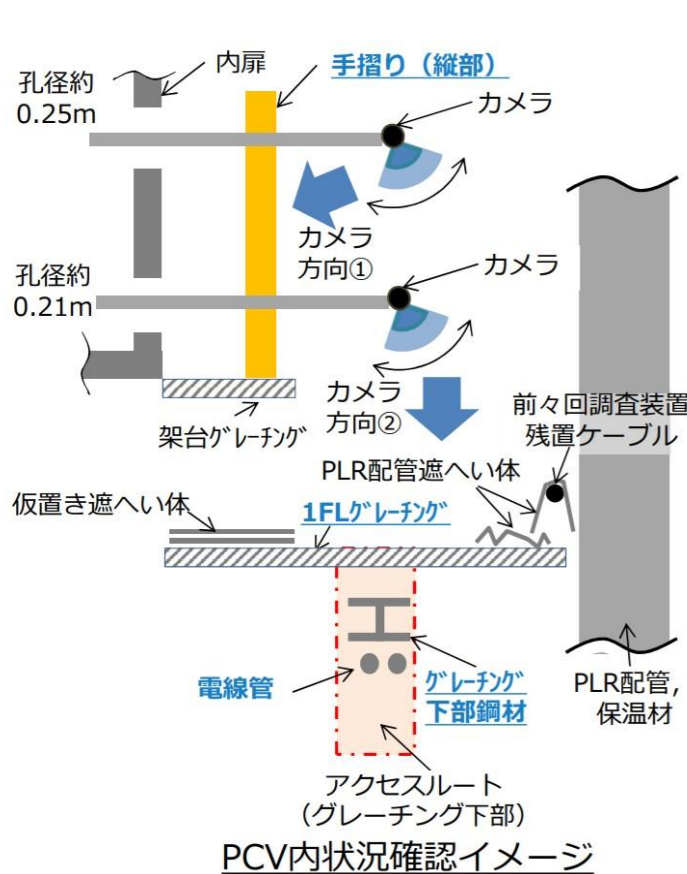 内扉
手摺り（縦部）
孔径約
0.25m
カメラ
カメラ
方向①
カメラ
孔径約
0.21m
カメラ
方向②
前々回調査装置
残置ケーブル
架台ｸﾞﾚｰﾁﾝｸﾞ
PLR配管遮へい体
仮置き遮へい体
1FLｸﾞﾚｰﾁﾝｸﾞ
電線管
ｸﾞﾚｰﾁﾝｸﾞ
下部鋼材
PLR配管,
保温材
アクセスルート
（グレーチング下部）
PCV内状況確認イメージ